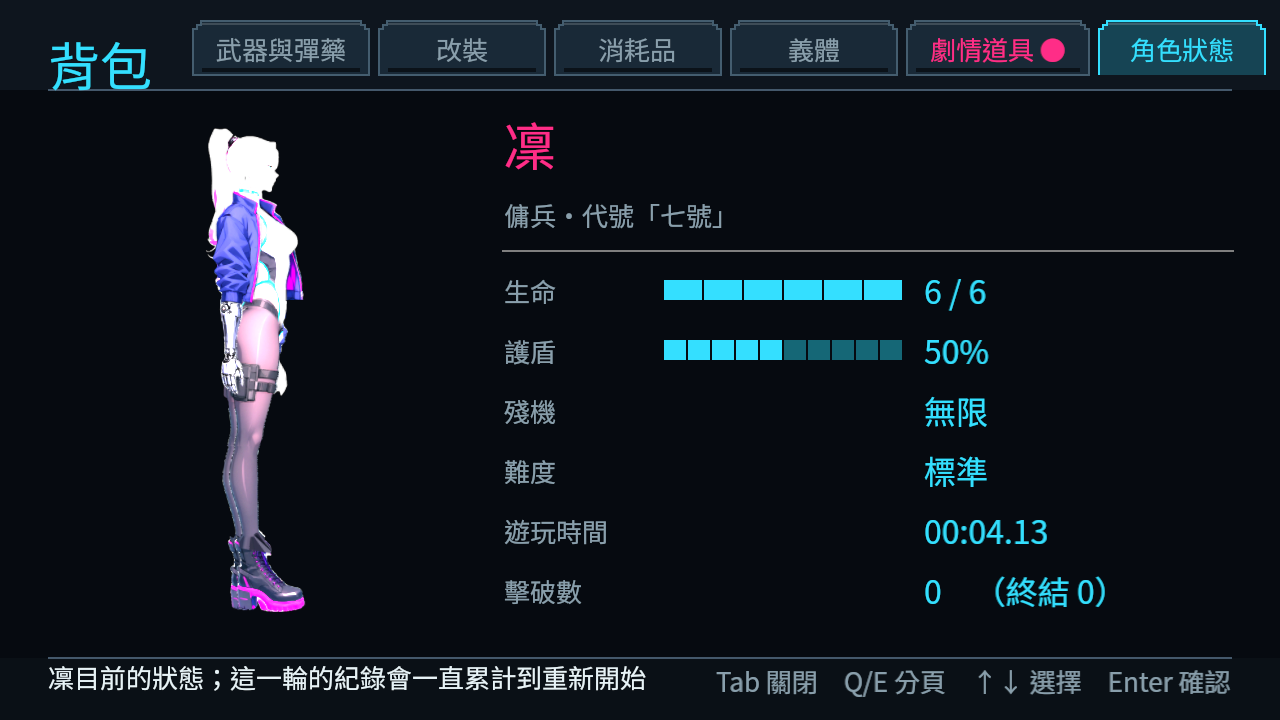 背包
武器與彈藥
改裝
消耗品
義體
劇情道具
角色狀態
凜
傭兵・代號「七號」
生命 6 / 6
護盾 50%
殘機 無限
難度 標準
遊玩時間 00:04.13
擊破數 0 （終結 0）
凜目前的狀態；這一輪的紀錄會一直累計到重新開始
Tab 關閉 Q/E 分頁 ↑↓ 選擇 Enter 確認